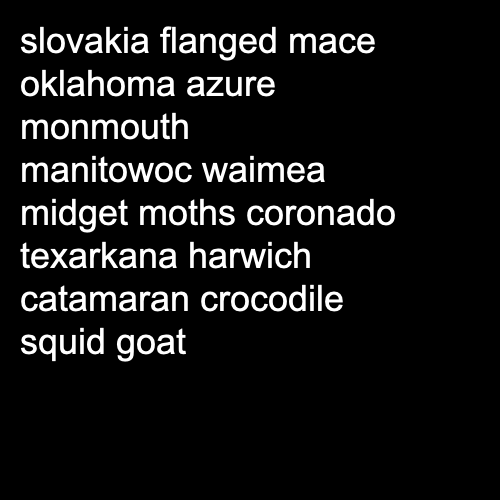 slovakia flanged mace
oklahoma azure
monmouth
manitowoc waimea
midget moths coronado
texarkana harwich
catamaran crocodile
squid goat